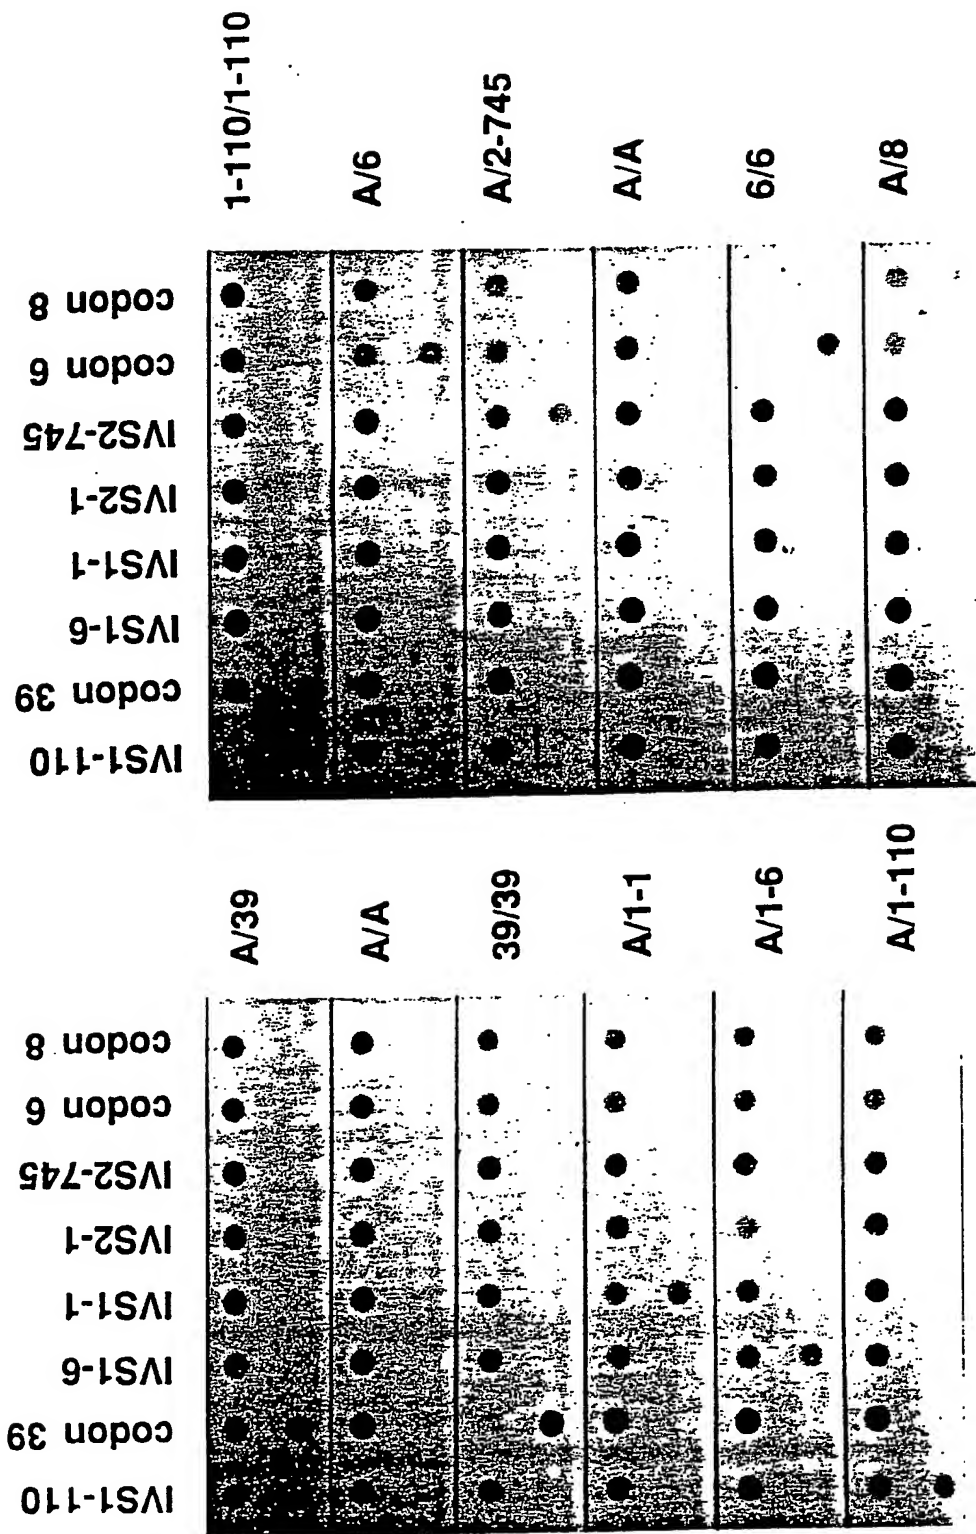 codon 8
codon 6
IVS2-745
IVS2-1
IVS1-1
IVS1-6
codon 39
IVS1-110
1-110/1-110
A/6
A/2-745
A/A
6/6
A/8
codon 8
codon 6
IVS2-745
IVS2-1
IVS1-1
IVS1-6
codon 39
IVS1-110
A/39
A/A
39/39
A/1-1
A/1-6
A/1-110